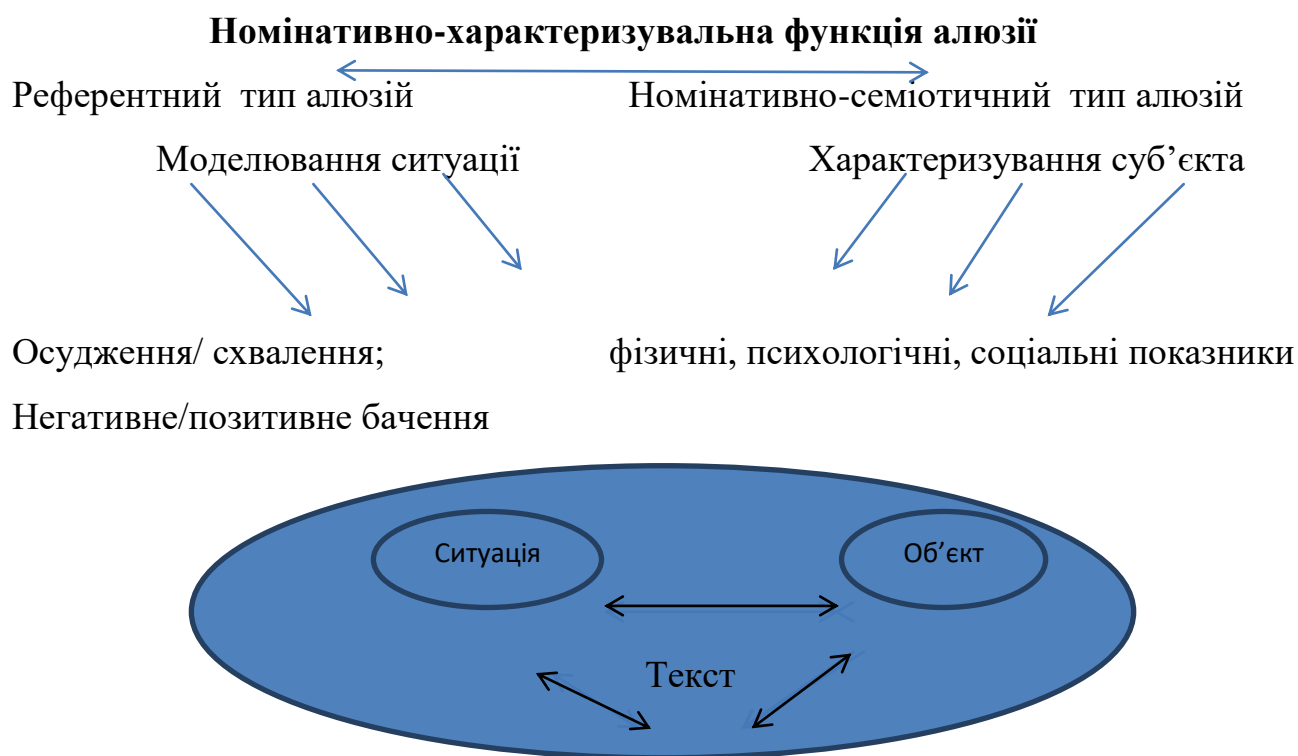 Номінативно-характеризувальна функція алюзії
Референтний тип алюзій Номінативно-семіотичний тип алюзій
Моделювання ситуації Характеризування суб’єкта
Осудження/ схвалення; фізичні, психологічні, соціальні показники
Негативне/позитивне бачення
Ситуація Об’єкт
Текст